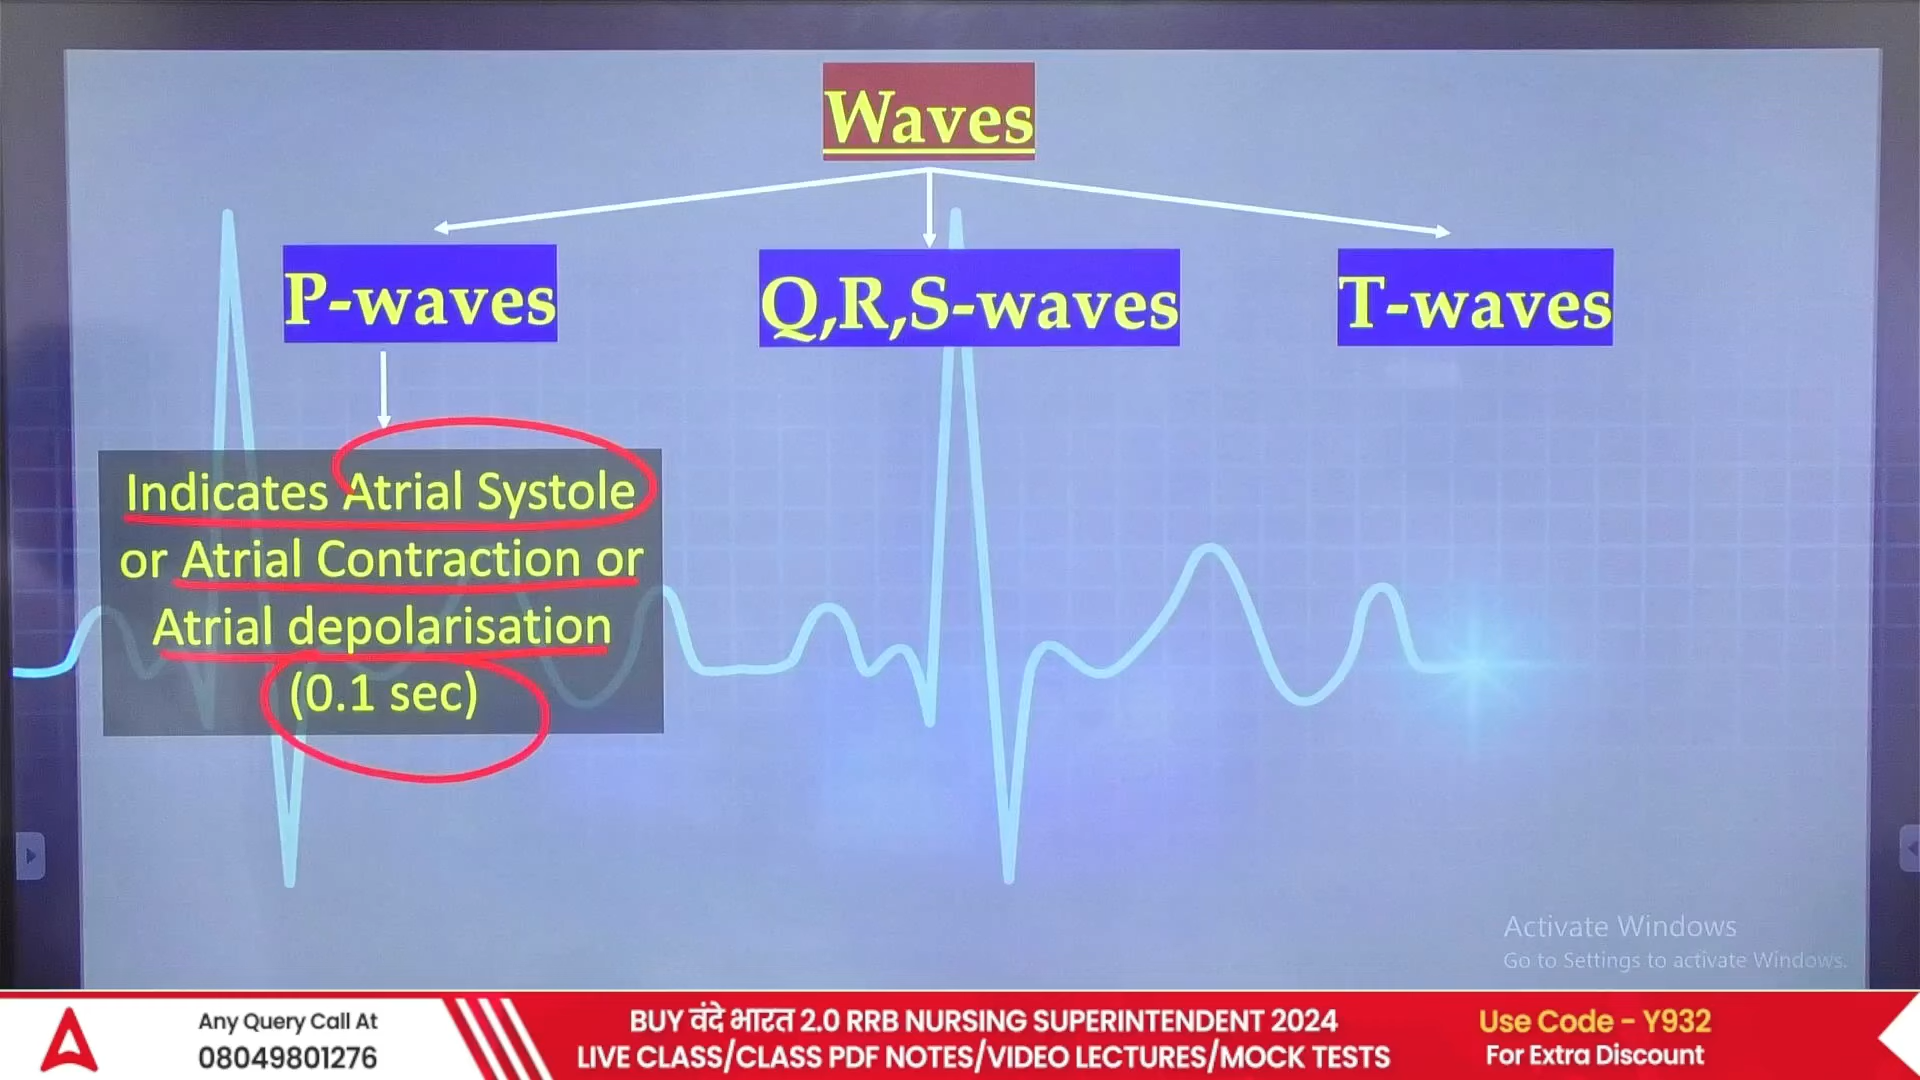 Waves
P-waves
Q,R,S-waves
T-waves
Indicates Atrial Systole
or Atrial Contraction or
Atrial depolarisation
(0.1 sec)
Activate Windows
Go to Settings to activate Windows.
Any Query Call At
08049801276
BUY वंदे भारत 2.0 RRB NURSING SUPERINTENDENT 2024
LIVE CLASS/CLASS PDF NOTES/VIDEO LECTURES/MOCK TESTS
Use Code - Y932
For Extra Discount